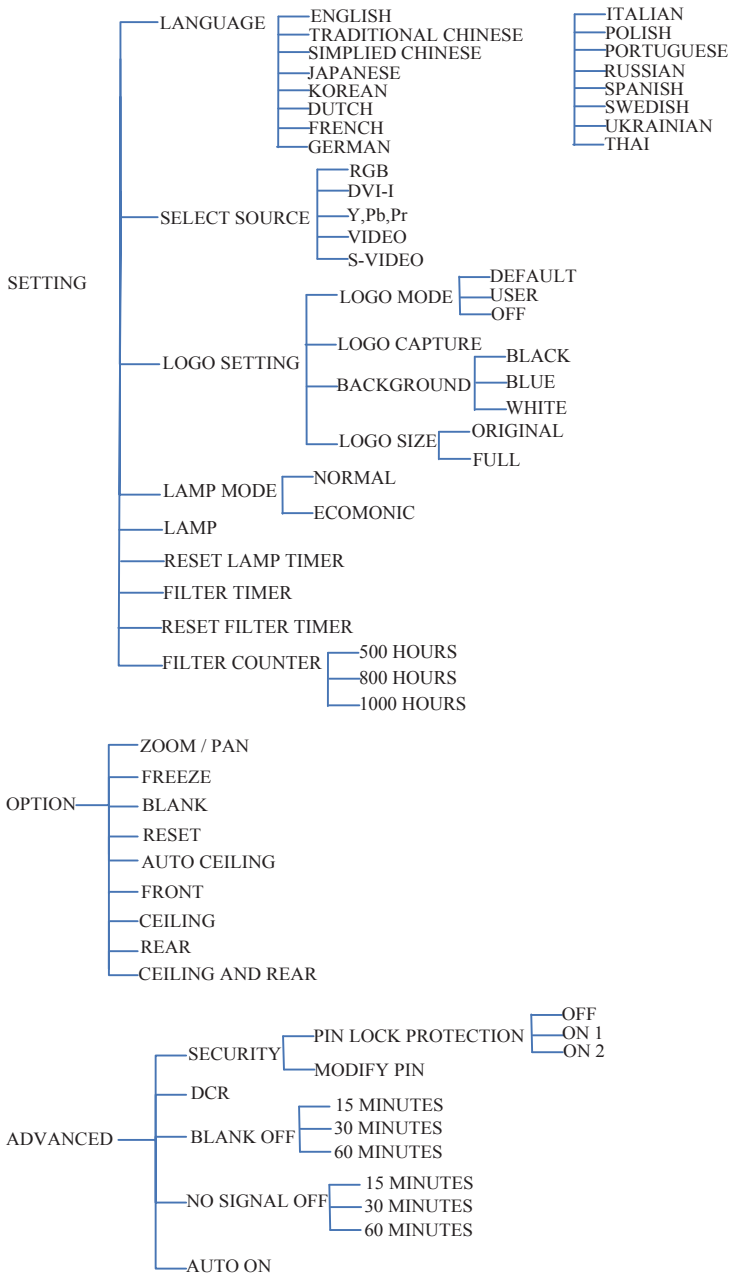 LANGUAGE
ENGLISH
TRADITIONAL CHINESE
SIMPLIED CHINESE
JAPANESE
KOREAN
DUTCH
FRENCH
GERMAN
ITALIAN
POLISH
PORTUGUESE
RUSSIAN
SPANISH
SWEDISH
UKRAINIAN
THAI
SETTING
SELECT SOURCE
RGB
DVI-I
Y,Pb,Pr
VIDEO
S-VIDEO
LOGO SETTING
LOGO MODE
DEFAULT
USER
OFF
LOGO CAPTURE
BACKGROUND
BLACK
BLUE
WHITE
LOGO SIZE
ORIGINAL
FULL
LAMP MODE
NORMAL
ECOMONIC
LAMP
RESET LAMP TIMER
FILTER TIMER
RESET FILTER TIMER
FILTER COUNTER
500 HOURS
800 HOURS
1000 HOURS
OPTION
ZOOM / PAN
FREEZE
BLANK
RESET
AUTO CEILING
FRONT
CEILING
REAR
CEILING AND REAR
ADVANCED
SECURITY
PIN LOCK PROTECTION
OFF
ON 1
ON 2
MODIFY PIN
DCR
BLANK OFF
15 MINUTES
30 MINUTES
60 MINUTES
NO SIGNAL OFF
15 MINUTES
30 MINUTES
60 MINUTES
AUTO ON